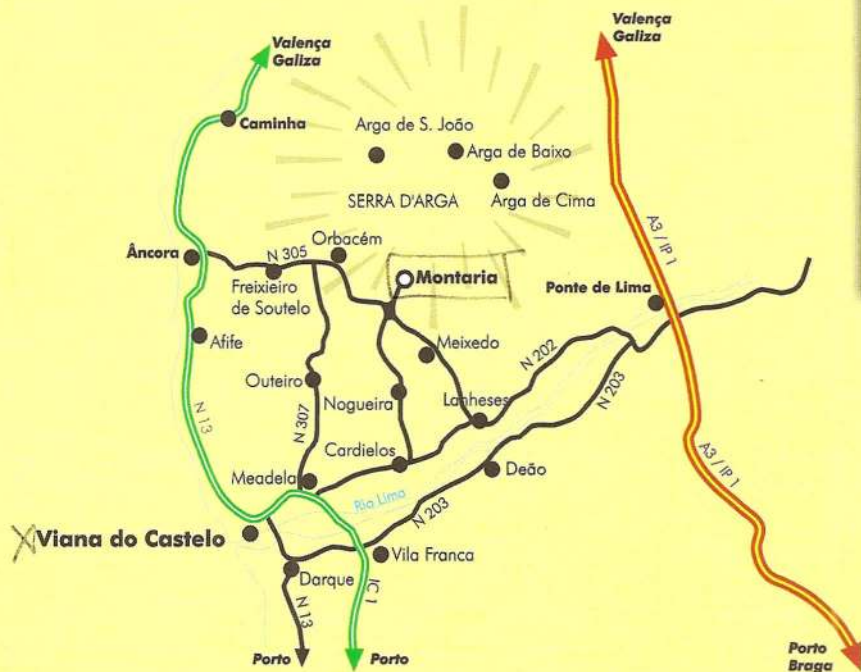 Valença
Galiza
Valença
Galiza
Caminha
Arga de S. João
Arga de Baixo
SERRA D'ARGA
Arga de Cima
A3 / IP 1
Âncora
N 305
Orbacém
Freixieiro
de Soutelo
Montaria
Ponte de Lima
Afife
Meixedo
N 202
Outeiro
Nogueira
Lanheses
N 203
N 13
N 307
Cardielos
Meadela
Deão
A3 / IP 1
Rio Lima
N 203
Viana do Castelo
Vila Franca
Darque
IC 1
N 13
Porto
Porto
Porto
Braga